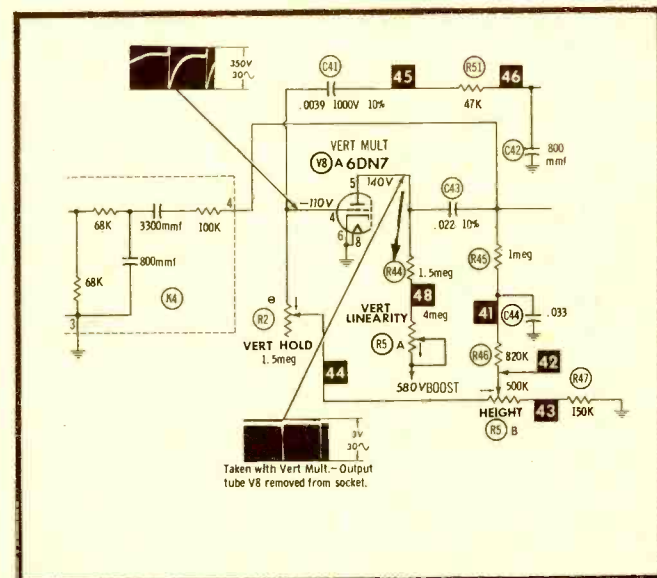 350V
30~
C41
.0039 1000V 10%
45
R51
47K
46
C42
800
mmf
VERT MULT
V8 A 6DN7
5
140V
-110V
4
6
8
C43
.022 10%
4
68K
3300mmf
100K
800mmf
68K
K4
3
R44
1.5meg
R45
1meg
48
VERT
LINEARITY
4meg
R5 A
41
C44
.033
R2
VERT HOLD
1.5meg
44
580V BOOST
R46
820K
42
500K
R47
HEIGHT
43
150K
R5 B
3V
30~
Taken with Vert Mult.-Output
tube V8 removed from socket.